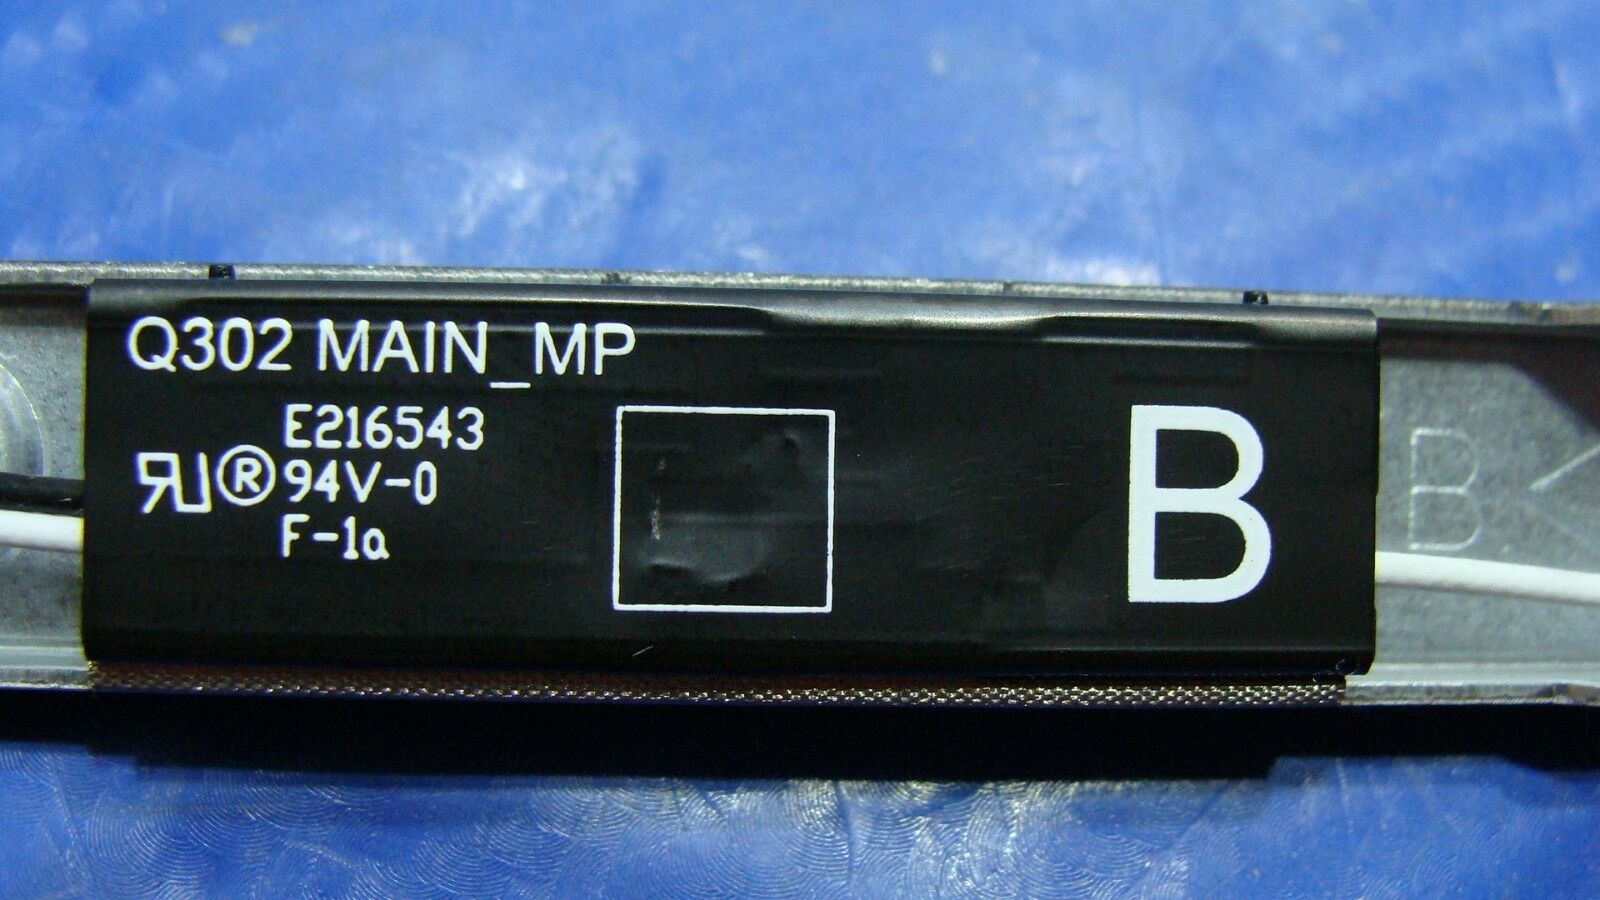 Q302 MAIN_MP
E216543
94V-0
F-1a
B
B